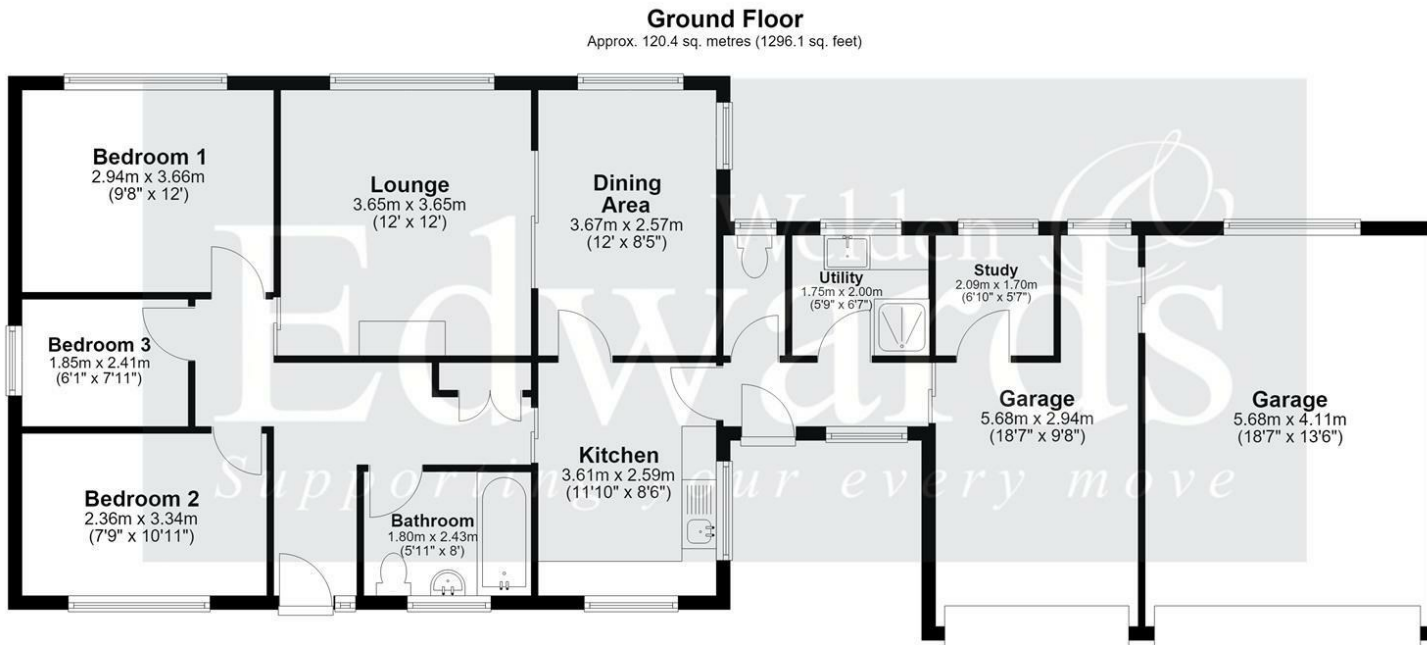 Ground Floor
Approx. 120.4 sq. metres (1296.1 sq. feet)
Bedroom 1
2.94m x 3.66m
(9'8" x 12')
Lounge
3.65m x 3.65m
(12' x 12')
Dining
Area
3.67m x 2.57m
(12' x 8'5")
Utility
1.75m x 2.00m
(5'9" x 6'7")
Study
2.09m x 1.70m
(6'10" x 5'7")
Bedroom 3
1.85m x 2.41m
(6'1" x 7'11")
Garage
5.68m x 2.94m
(18'7" x 9'8")
Garage
5.68m x 4.11m
(18'7" x 13'6")
Kitchen
3.61m x 2.59m
(11'10" x 8'6")
Bedroom 2
2.36m x 3.34m
(7'9" x 10'11")
Bathroom
1.80m x 2.43m
(5'11" x 8')
Welden &
Edwards
Supporting your every move